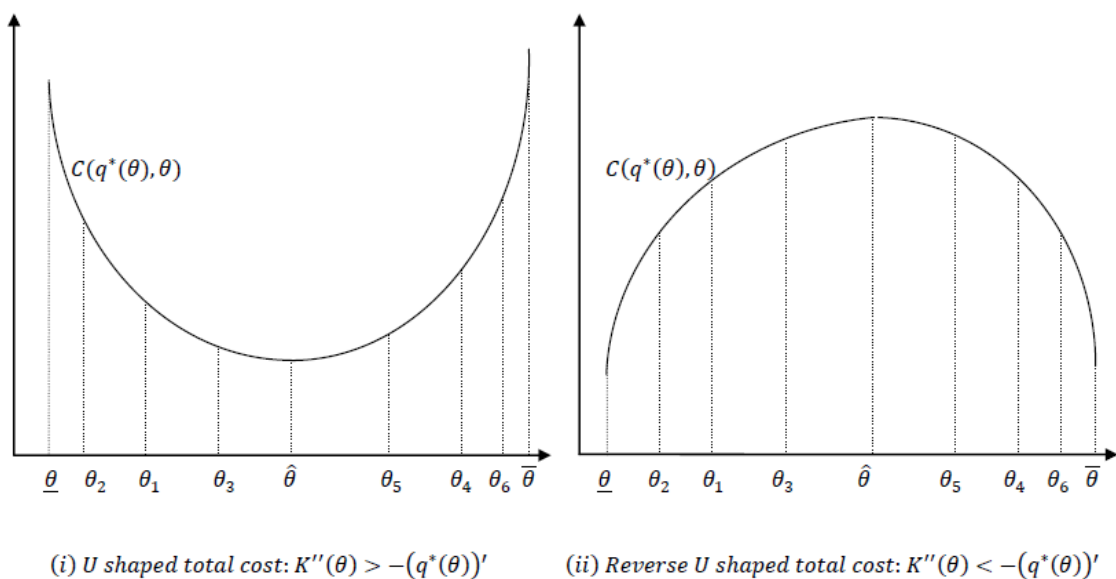 C(q*(θ),θ)
C(q*(θ),θ)
θ̲ θ₂ θ₁ θ₃ θ̂ θ₅ θ₄ θ₆ θ̅
θ̲ θ₂ θ₁ θ₃ θ̂ θ₅ θ₄ θ₆ θ̅
(i) U shaped total cost: K''(θ) > −(q*(θ))′
(ii) Reverse U shaped total cost: K''(θ) < −(q*(θ))′